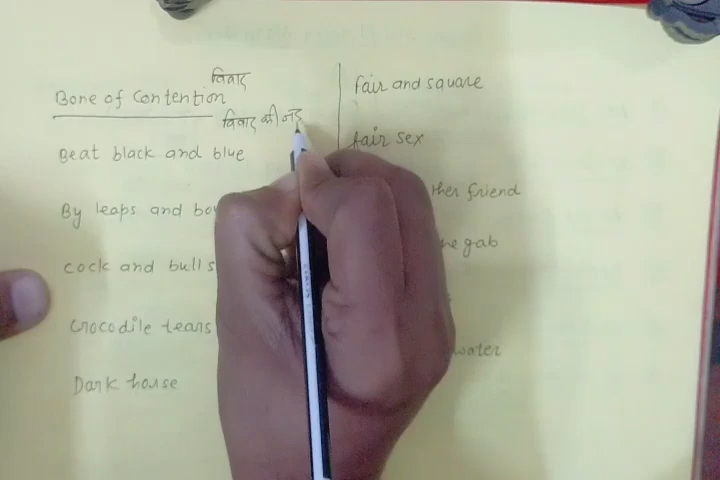 विवाद
Bone of Contention
विवाद की जड़
Beat black and blue
By leaps and
Cock and bull
Crocodile tears
Dark horse
Fair and square
Fair sex
friend
gab
water